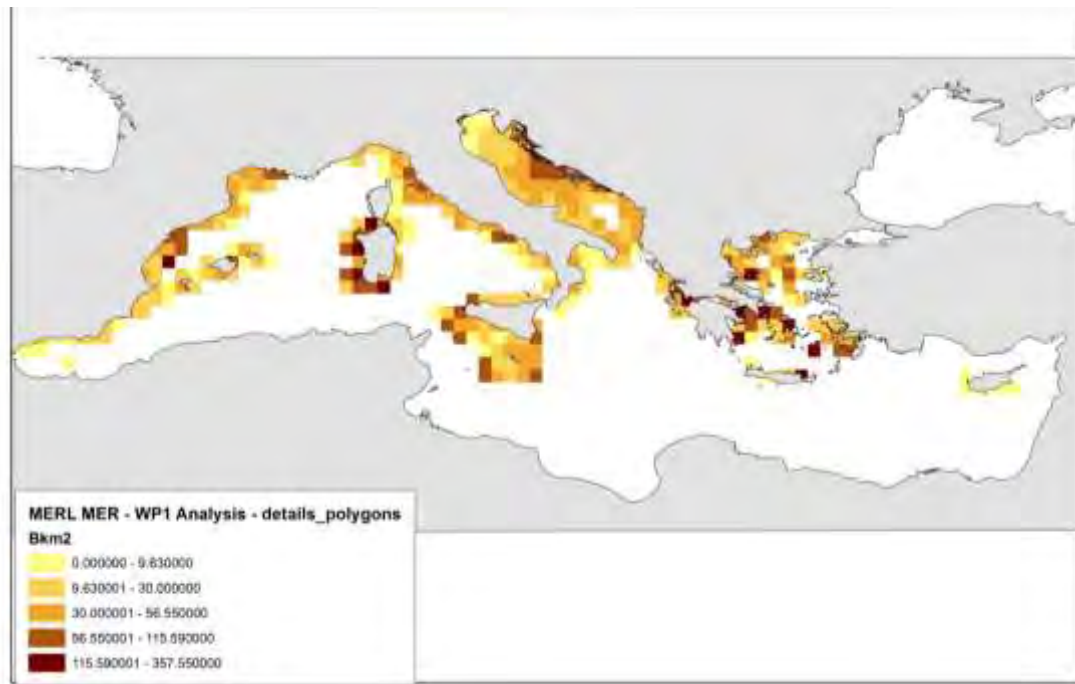 MERL MER - WP1 Analysis - details_polygons
Bkm2
0.000000 - 9.630000
9.630001 - 30.000000
30.000001 - 56.550000
56.550001 - 115.590000
115.590001 - 357.550000